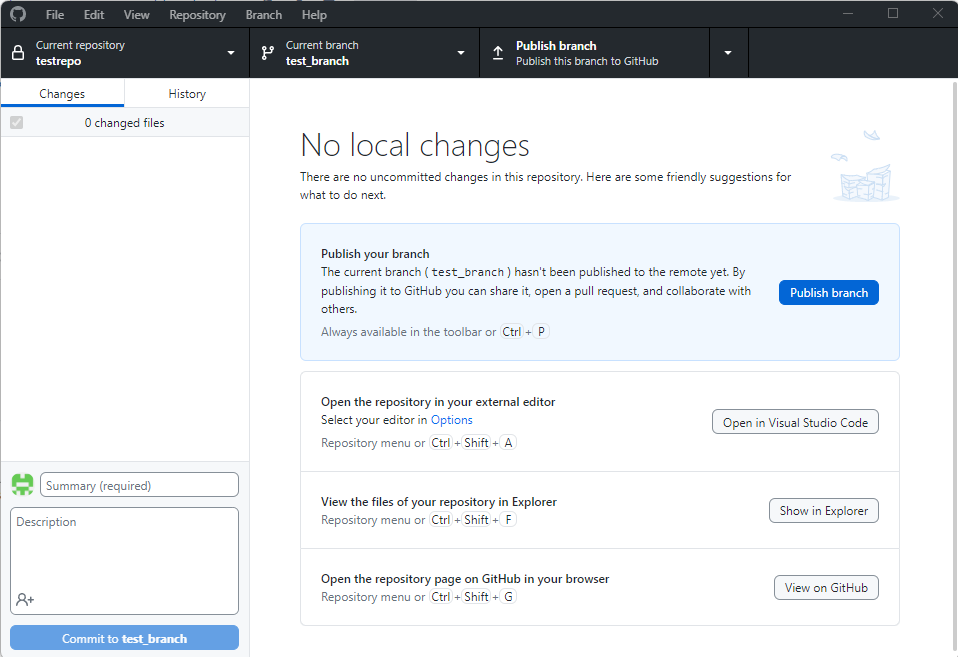 File Edit View Repository Branch Help
Current repository
testrepo
Current branch
test_branch
Publish branch
Publish this branch to GitHub
Changes
History
0 changed files
No local changes
There are no uncommitted changes in this repository. Here are some friendly suggestions for
what to do next.
Publish your branch
The current branch ( test_branch ) hasn't been published to the remote yet. By
publishing it to GitHub you can share it, open a pull request, and collaborate with
others.
Always available in the toolbar or Ctrl + P
Publish branch
Open the repository in your external editor
Select your editor in Options
Repository menu or Ctrl + Shift + A
Open in Visual Studio Code
View the files of your repository in Explorer
Repository menu or Ctrl + Shift + F
Show in Explorer
Open the repository page on GitHub in your browser
Repository menu or Ctrl + Shift + G
View on GitHub
Summary (required)
Description
Commit to test_branch